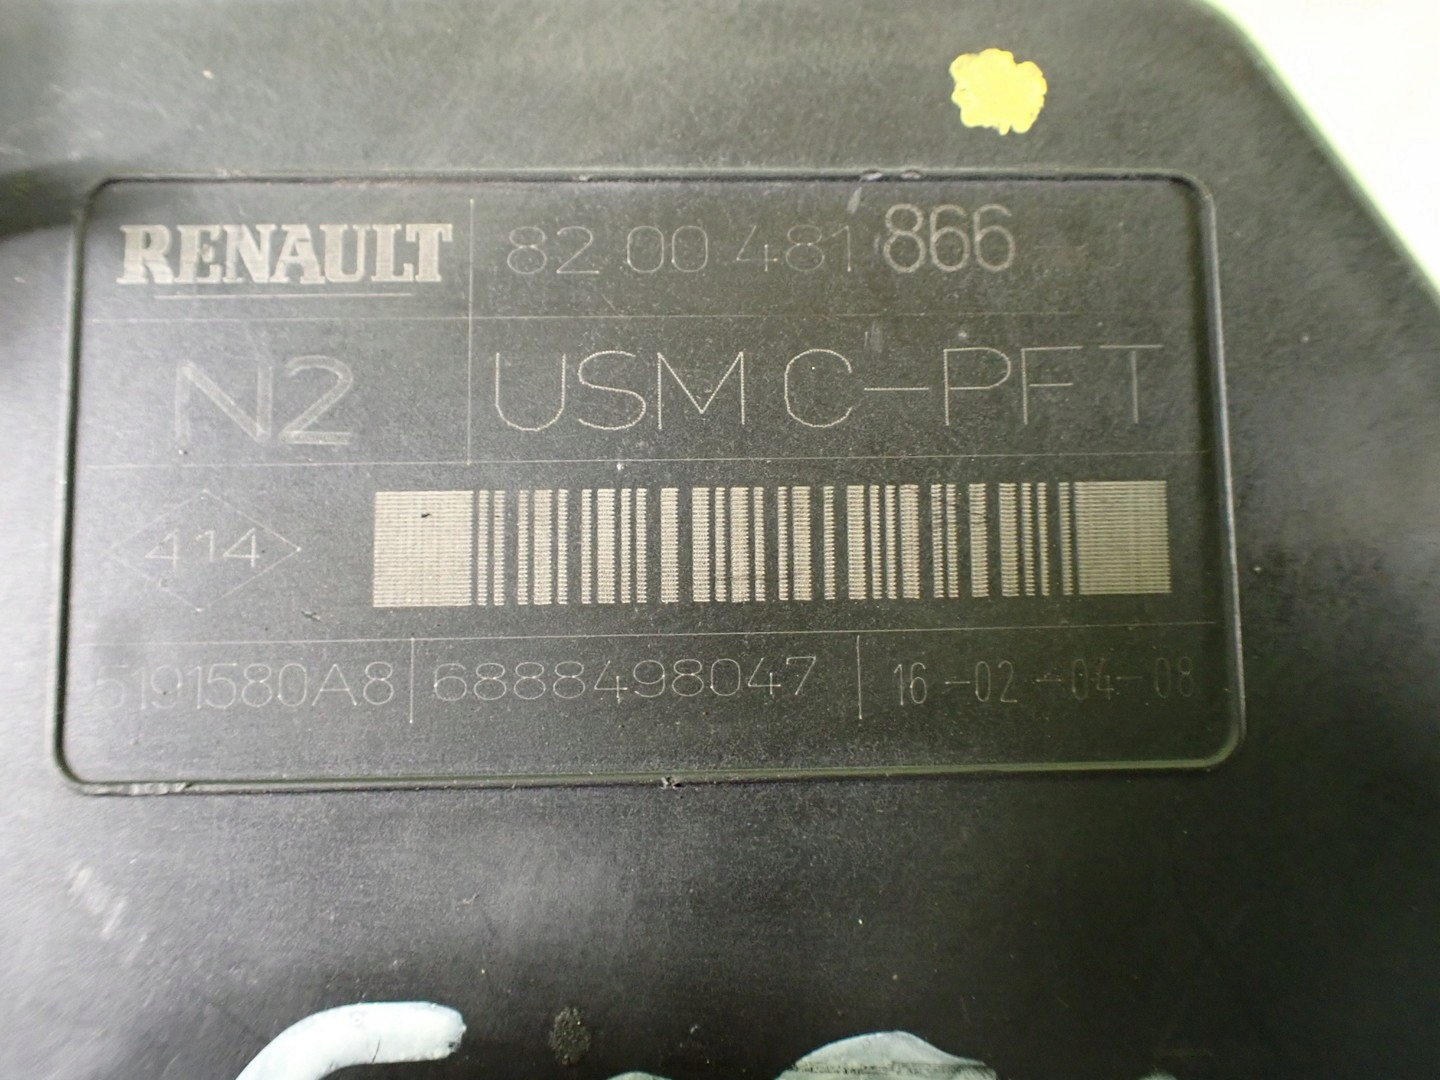 RENAULT 82 00 481 866
N2 USM C-PFT
414
5191580A8 6888498047 16-02-04-08